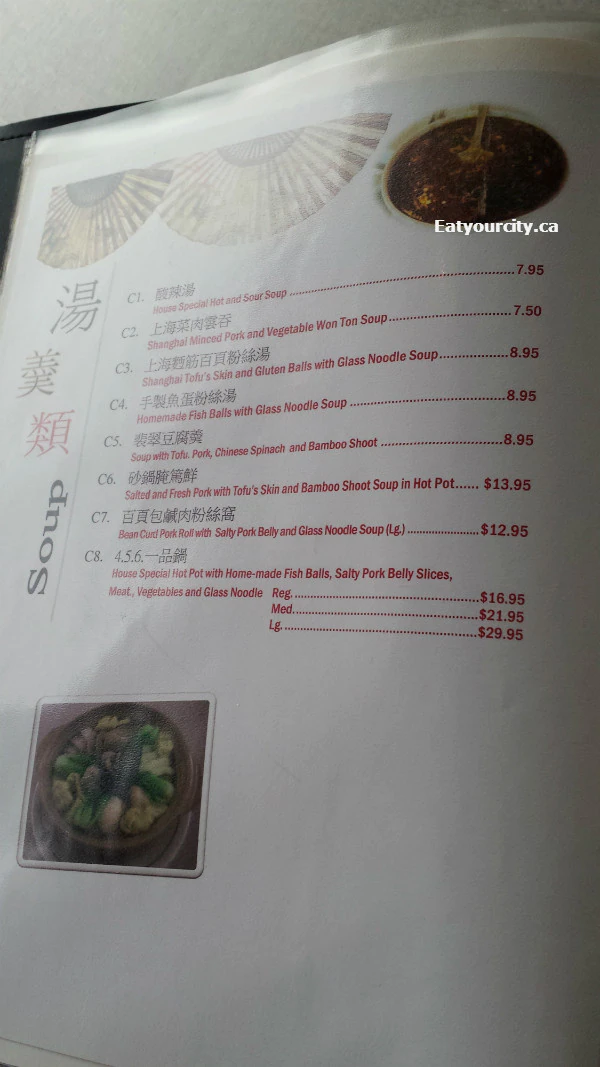 Eatyourcity.ca
湯羹類 Soup
C1. 酸辣湯
House Special Hot and Sour Soup ........ 7.95
C2. 上海菜肉雲吞
Shanghai Minced Pork and Vegetable Won Ton Soup ........ 7.50
C3. 上海麵筋百頁粉絲湯
Shanghai Tofu's Skin and Gluten Balls with Glass Noodle Soup ........ 8.95
C4. 手製魚蛋粉絲湯
Homemade Fish Balls with Glass Noodle Soup ........ 8.95
C5. 翡翠豆腐羹
Soup with Tofu. Pork, Chinese Spinach and Bamboo Shoot ........ 8.95
C6. 砂鍋腌篤鮮
Salted and Fresh Pork with Tofu's Skin and Bamboo Shoot Soup in Hot Pot...... $13.95
C7. 百頁包鹹肉粉絲窩
Bean Curd Pork Roll with Salty Pork Belly and Glass Noodle Soup (Lg.) ........ $12.95
C8. 4.5.6.一品鍋
House Special Hot Pot with Home-made Fish Balls, Salty Pork Belly Slices,
Meat., Vegetables and Glass Noodle Reg. ........ $16.95
Med. ........ $21.95
Lg. ........ $29.95